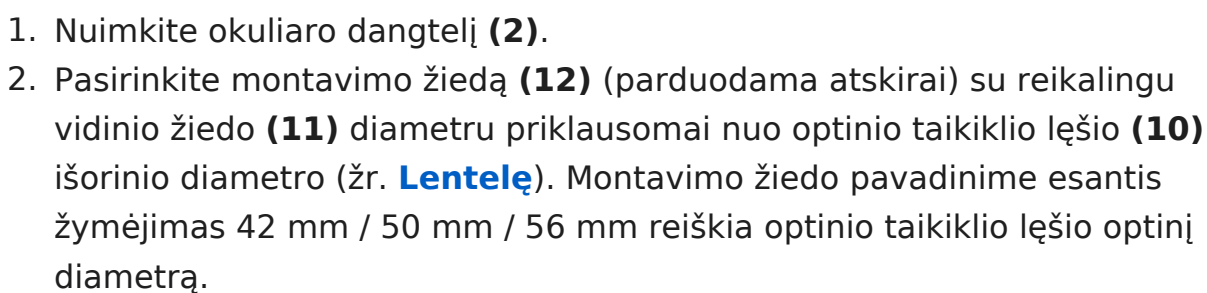 1. Nuimkite okuliaro dangtelį (2).
2. Pasirinkite montavimo žiedą (12) (parduodama atskirai) su reikalingu
vidinio žiedo (11) diametru priklausomai nuo optinio taikiklio lęšio (10)
išorinio diametro (žr. Lentelę). Montavimo žiedo pavadinime esantis
žymėjimas 42 mm / 50 mm / 56 mm reiškia optinio taikiklio lęšio optinį
diametrą.